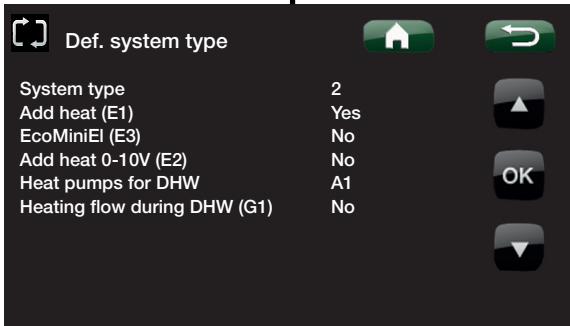 Def. system type
System type 2
Add heat (E1) Yes
EcoMiniEl (E3) No
Add heat 0-10V (E2) No
Heat pumps for DHW A1
OK
Heating flow during DHW (G1) No